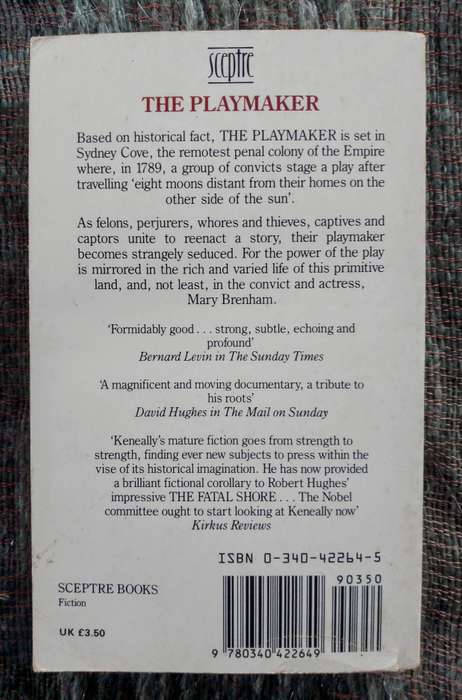 sceptre
THE PLAYMAKER
Based on historical fact, THE PLAYMAKER is set in
Sydney Cove, the remotest penal colony of the Empire
where, in 1789, a group of convicts stage a play after
travelling ‘eight moons distant from their homes on the
other side of the sun’.
As felons, perjurers, whores and thieves, captives and
captors unite to reenact a story, their playmaker
becomes strangely seduced. For the power of the play
is mirrored in the rich and varied life of this primitive
land, and, not least, in the convict and actress,
Mary Brenham.
‘Formidably good . . . strong, subtle, echoing and
profound’
Bernard Levin in The Sunday Times
‘A magnificent and moving documentary, a tribute to
his roots’
David Hughes in The Mail on Sunday
‘Keneally’s mature fiction goes from strength to
strength, finding ever new subjects to press within the
vise of its historical imagination. He has now provided
a brilliant fictional corollary to Robert Hughes’
impressive THE FATAL SHORE . . . The Nobel
committee ought to start looking at Keneally now’
Kirkus Reviews
ISBN 0-340-42264-5
90350
SCEPTRE BOOKS
Fiction
UK £3.50
9 780340 422649